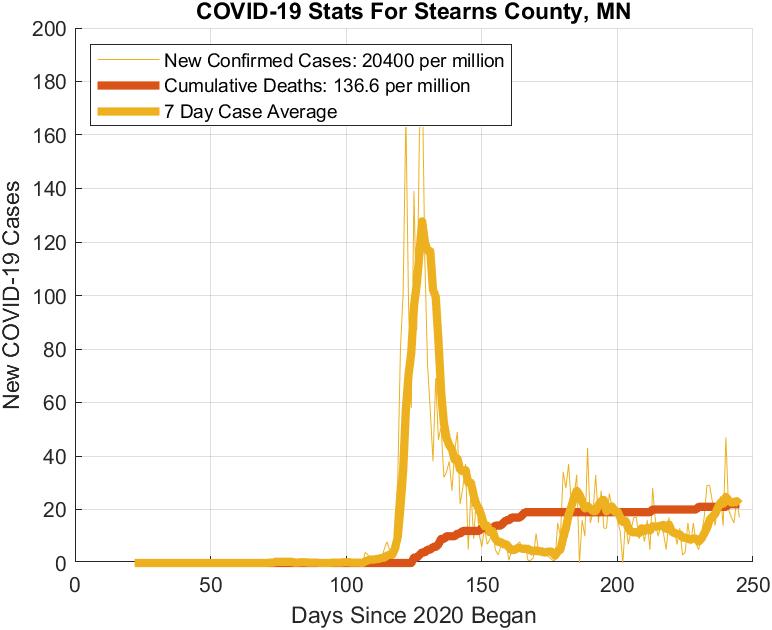 COVID-19 Stats For Stearns County, MN
New Confirmed Cases: 20400 per million
Cumulative Deaths: 136.6 per million
7 Day Case Average
New COVID-19 Cases
200
180
160
140
120
100
80
60
40
20
0
0 50 100 150 200 250
Days Since 2020 Began